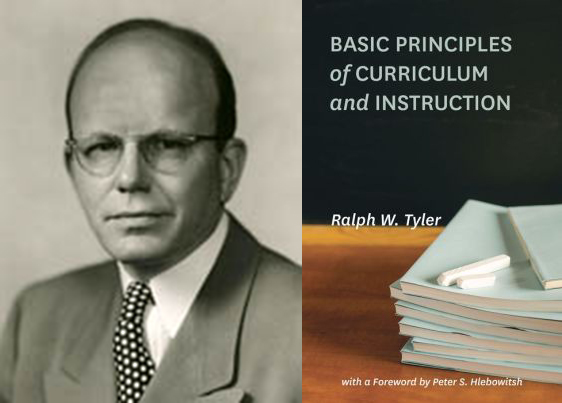 BASIC PRINCIPLES
of CURRICULUM
and INSTRUCTION
Ralph W. Tyler
with a Foreword by Peter S. Hlebowitsh